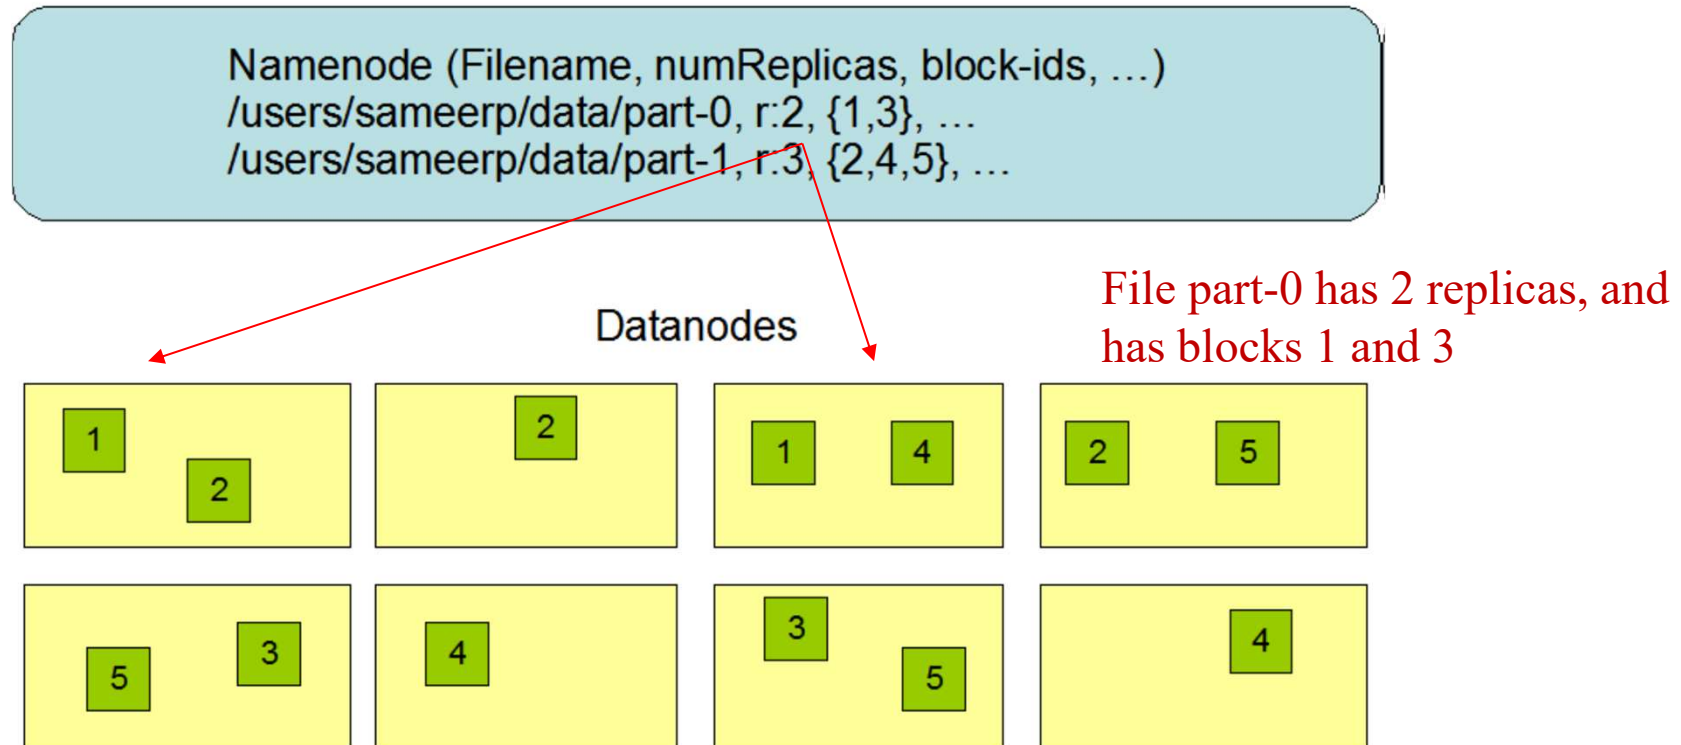 Namenode (Filename, numReplicas, block-ids, …)
/users/sameerp/data/part-0, r:2, {1,3}, …
/users/sameerp/data/part-1, r:3, {2,4,5}, …
File part-0 has 2 replicas, and
has blocks 1 and 3
Datanodes
1
2
2
1 4
2 5
5
3
4
3
5
4